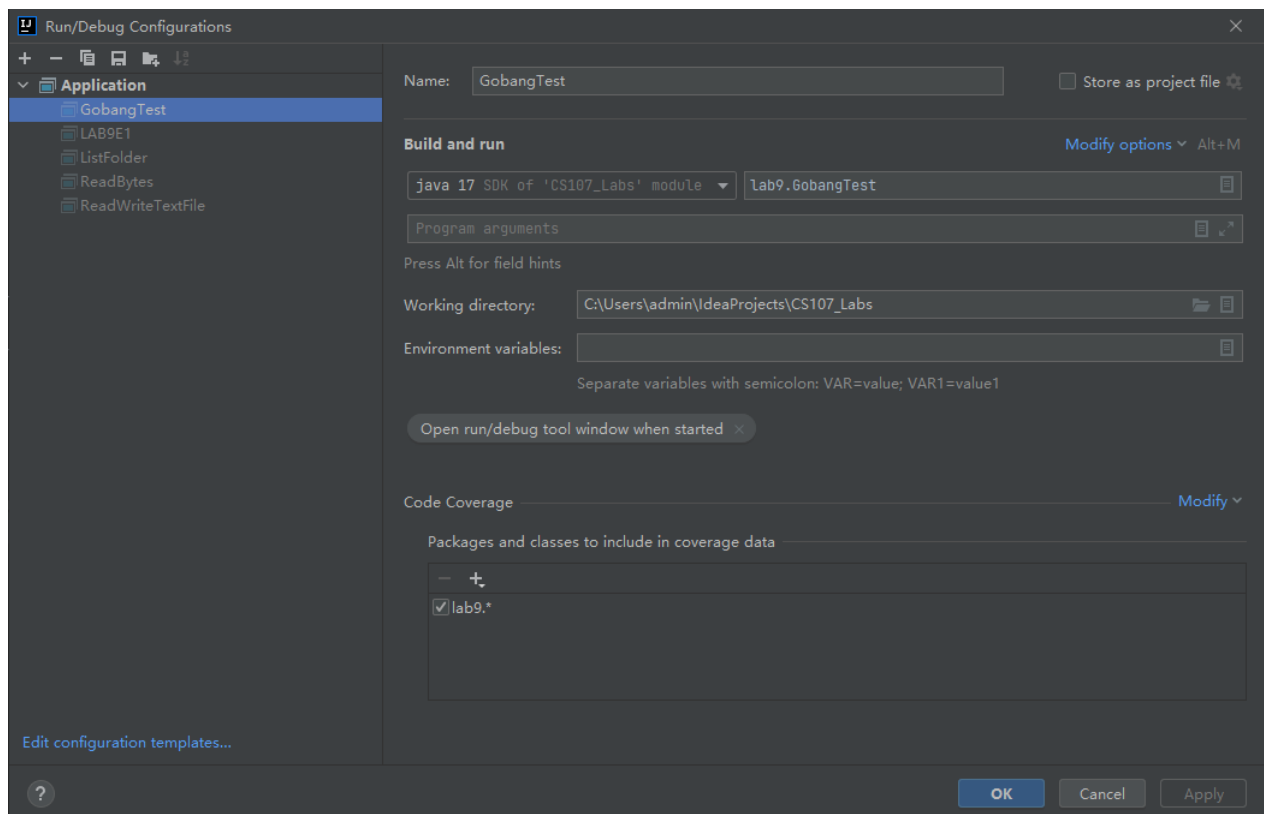 Run/Debug Configurations
Application
GobangTest
LAB9E1
ListFolder
ReadBytes
ReadWriteTextFile
Edit configuration templates...
Name: GobangTest Store as project file
Build and run Modify options Alt+M
java 17 SDK of 'CS107_Labs' module lab9.GobangTest
Program arguments
Press Alt for field hints
Working directory: C:\Users\admin\IdeaProjects\CS107_Labs
Environment variables:
Separate variables with semicolon: VAR=value; VAR1=value1
Open run/debug tool window when started
Code Coverage Modify
Packages and classes to include in coverage data
lab9.*
? OK Cancel Apply